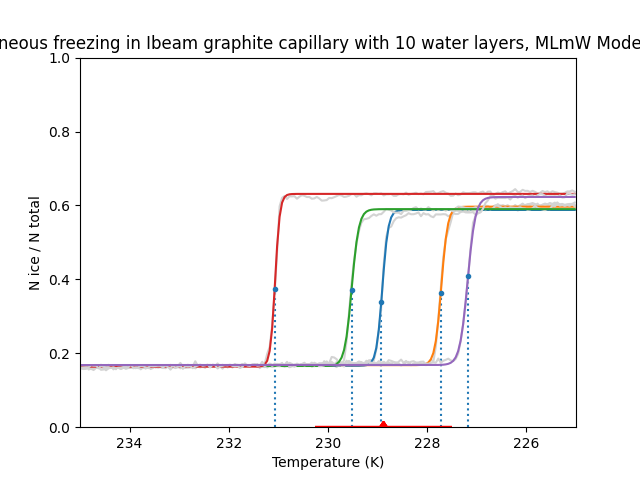 neous freezing in Ibeam graphite capillary with 10 water layers, MLmW Mode
1.0
0.8
0.6
0.4
0.2
0.0
N ice / N total
234 232 230 228 226
Temperature (K)